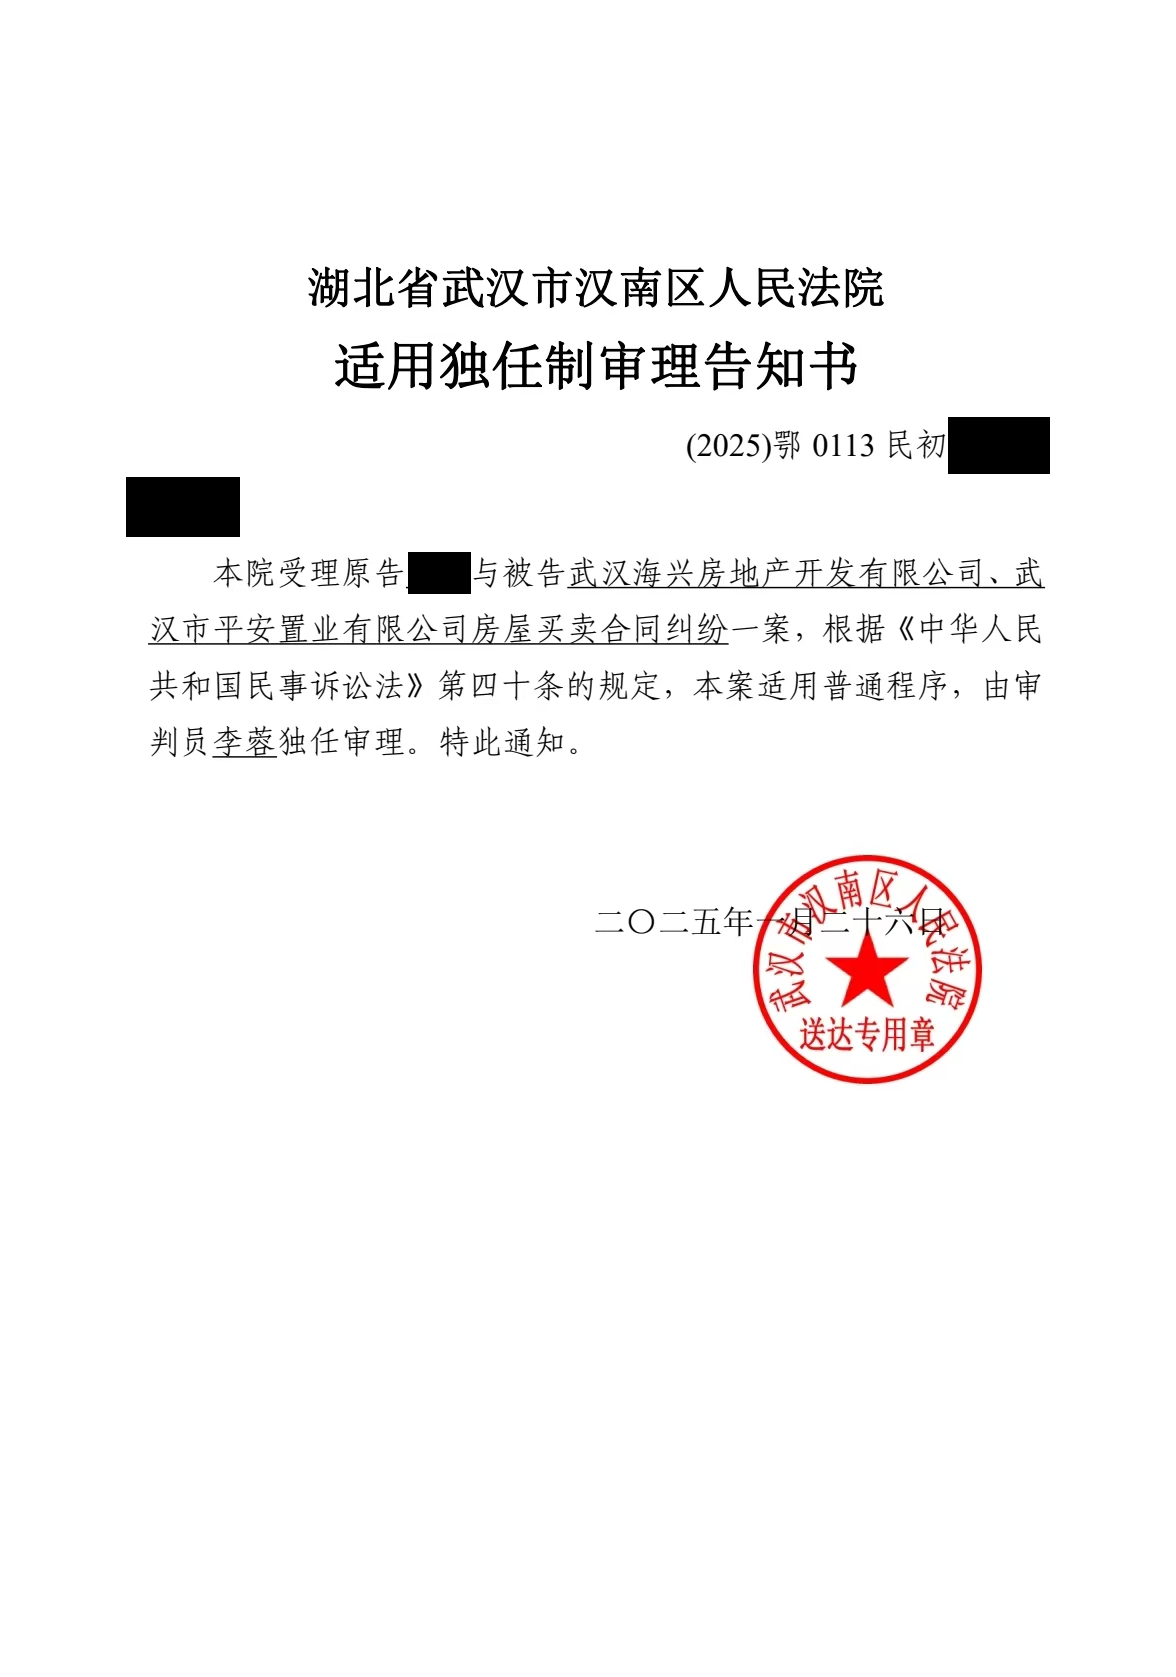 湖北省武汉市汉南区人民法院
适用独任制审理告知书
(2025)鄂 0113 民初
本院受理原告 与被告武汉海兴房地产开发有限公司、武
汉市平安置业有限公司房屋买卖合同纠纷一案，根据《中华人民
共和国民事诉讼法》第四十条的规定，本案适用普通程序，由审
判员李蓉独任审理。特此通知。
二〇二五年一月二十六日
武汉市汉南区人民法院
送达专用章